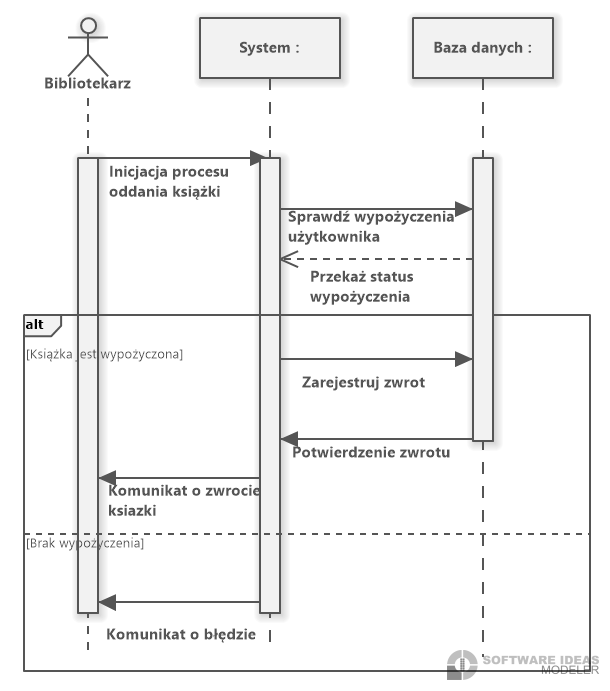 System :
Baza danych :
Bibliotekarz
Inicjacja procesu
oddania książki
Sprawdź wypożyczenia
użytkownika
Przekaż status
wypożyczenia
alt
[Książka jest wypożyczona]
Zarejestruj zwrot
Potwierdzenie zwrotu
Komunikat o zwrocie
ksiazki
[Brak wypożyczenia]
Komunikat o błędzie
SOFTWARE IDEAS
MODELER